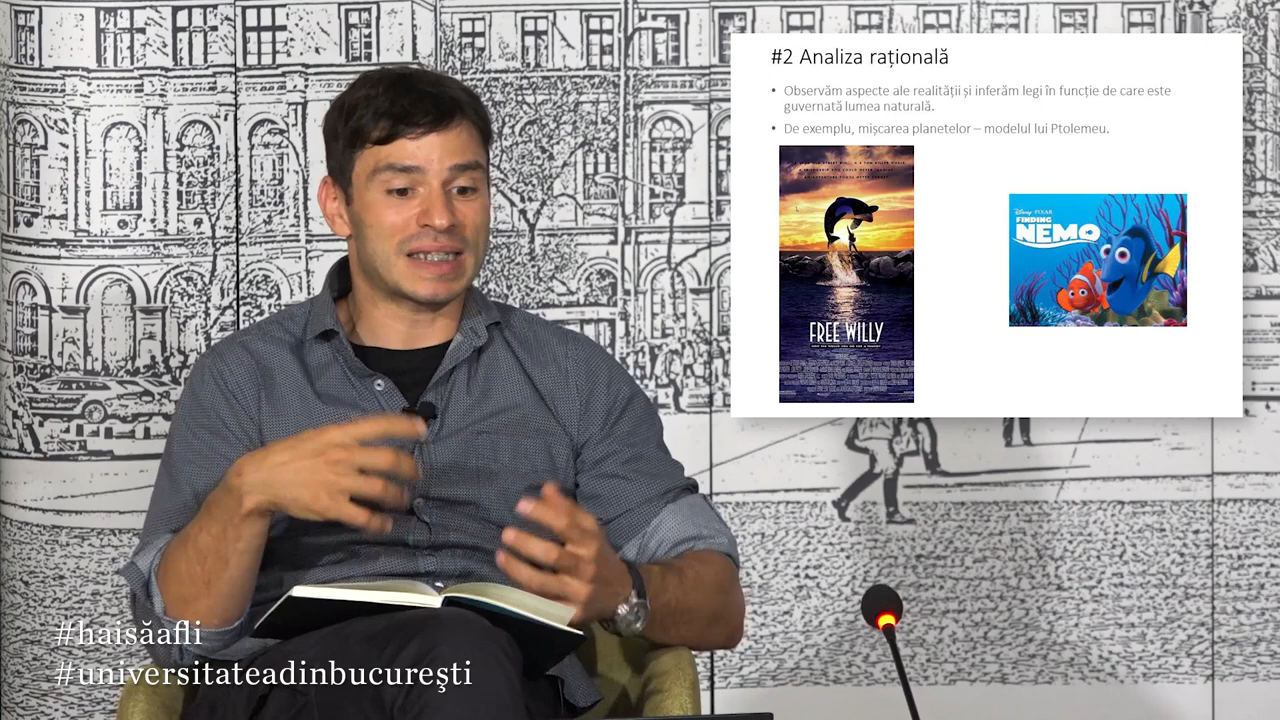 #2 Analiza rațională
• Observăm aspecte ale realității și inferăm legi în funcție de care este
guvernată lumea naturală.
• De exemplu, mișcarea planetelor – modelul lui Ptolemeu.
FREE WILLY
Disney PIXAR
FINDING
NEMO
#haisăafli
#universitateadinbucureşti